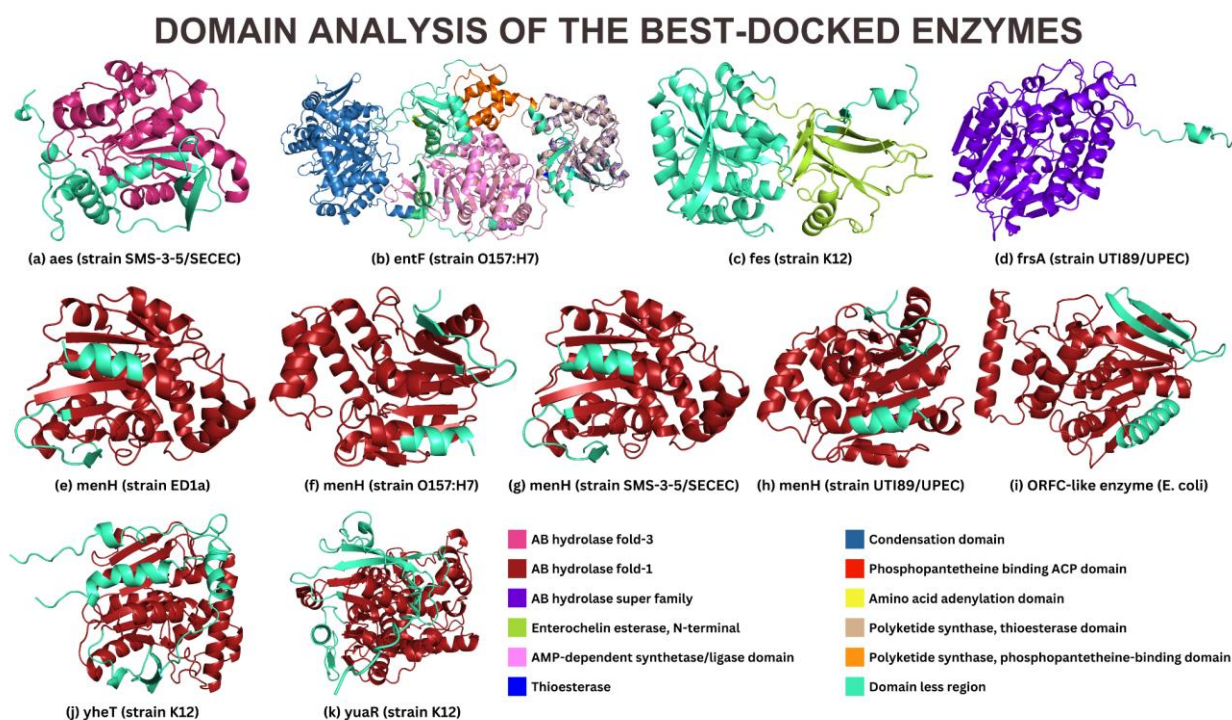 DOMAIN ANALYSIS OF THE BEST-DOCKED ENZYMES
(a) aes (strain SMS-3-5/SECEC)
(b) entF (strain O157:H7)
(c) fes (strain K12)
(d) frsA (strain UTI89/UPEC)
(e) menH (strain ED1a)
(f) menH (strain O157:H7)
(g) menH (strain SMS-3-5/SECEC)
(h) menH (strain UTI89/UPEC)
(i) ORFC-like enzyme (E. coli)
(j) yheT (strain K12)
(k) yuaR (strain K12)
AB hydrolase fold-3
AB hydrolase fold-1
AB hydrolase super family
Enterochelin esterase, N-terminal
AMP-dependent synthetase/ligase domain
Thioesterase
Condensation domain
Phosphopantetheine binding ACP domain
Amino acid adenylation domain
Polyketide synthase, thioesterase domain
Polyketide synthase, phosphopantetheine-binding domain
Domain less region